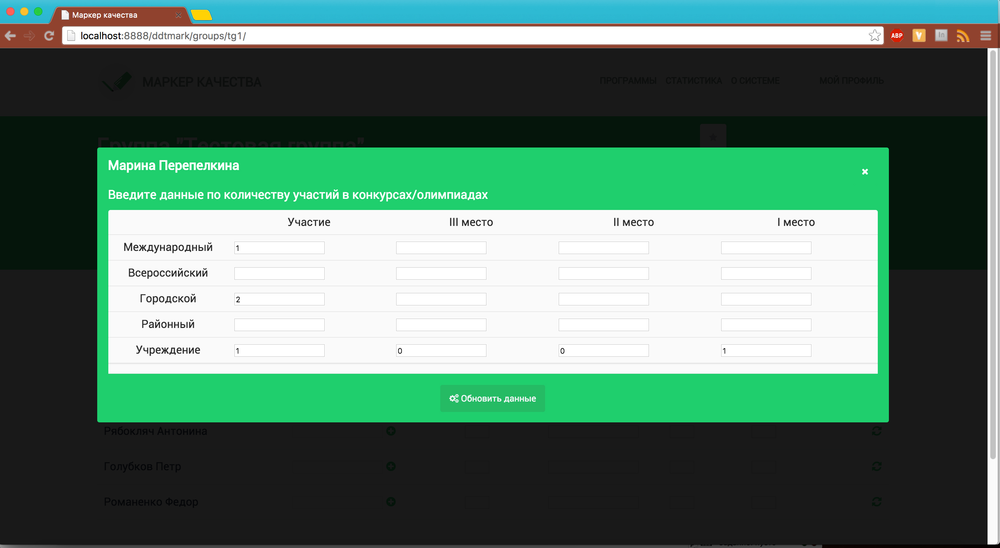 Маркер качества
localhost:8888/ddtmark/groups/tg1/
ABP
V
In
МАРКЕР КАЧЕСТВА
ПРОГРАММЫ СТАТИСТИКА О СИСТЕМЕ МОЙ ПРОФИЛЬ
Группа "Тестовая группа"
Марина Перепелкина
Введите данные по количеству участий в конкурсах/олимпиадах
Участие III место II место I место
Международный 1
Всероссийский
Городской 2
Районный
Учреждение 1 0 0 1
Обновить данные
Рябокляч Антонина
Голубков Петр
Романенко Федор